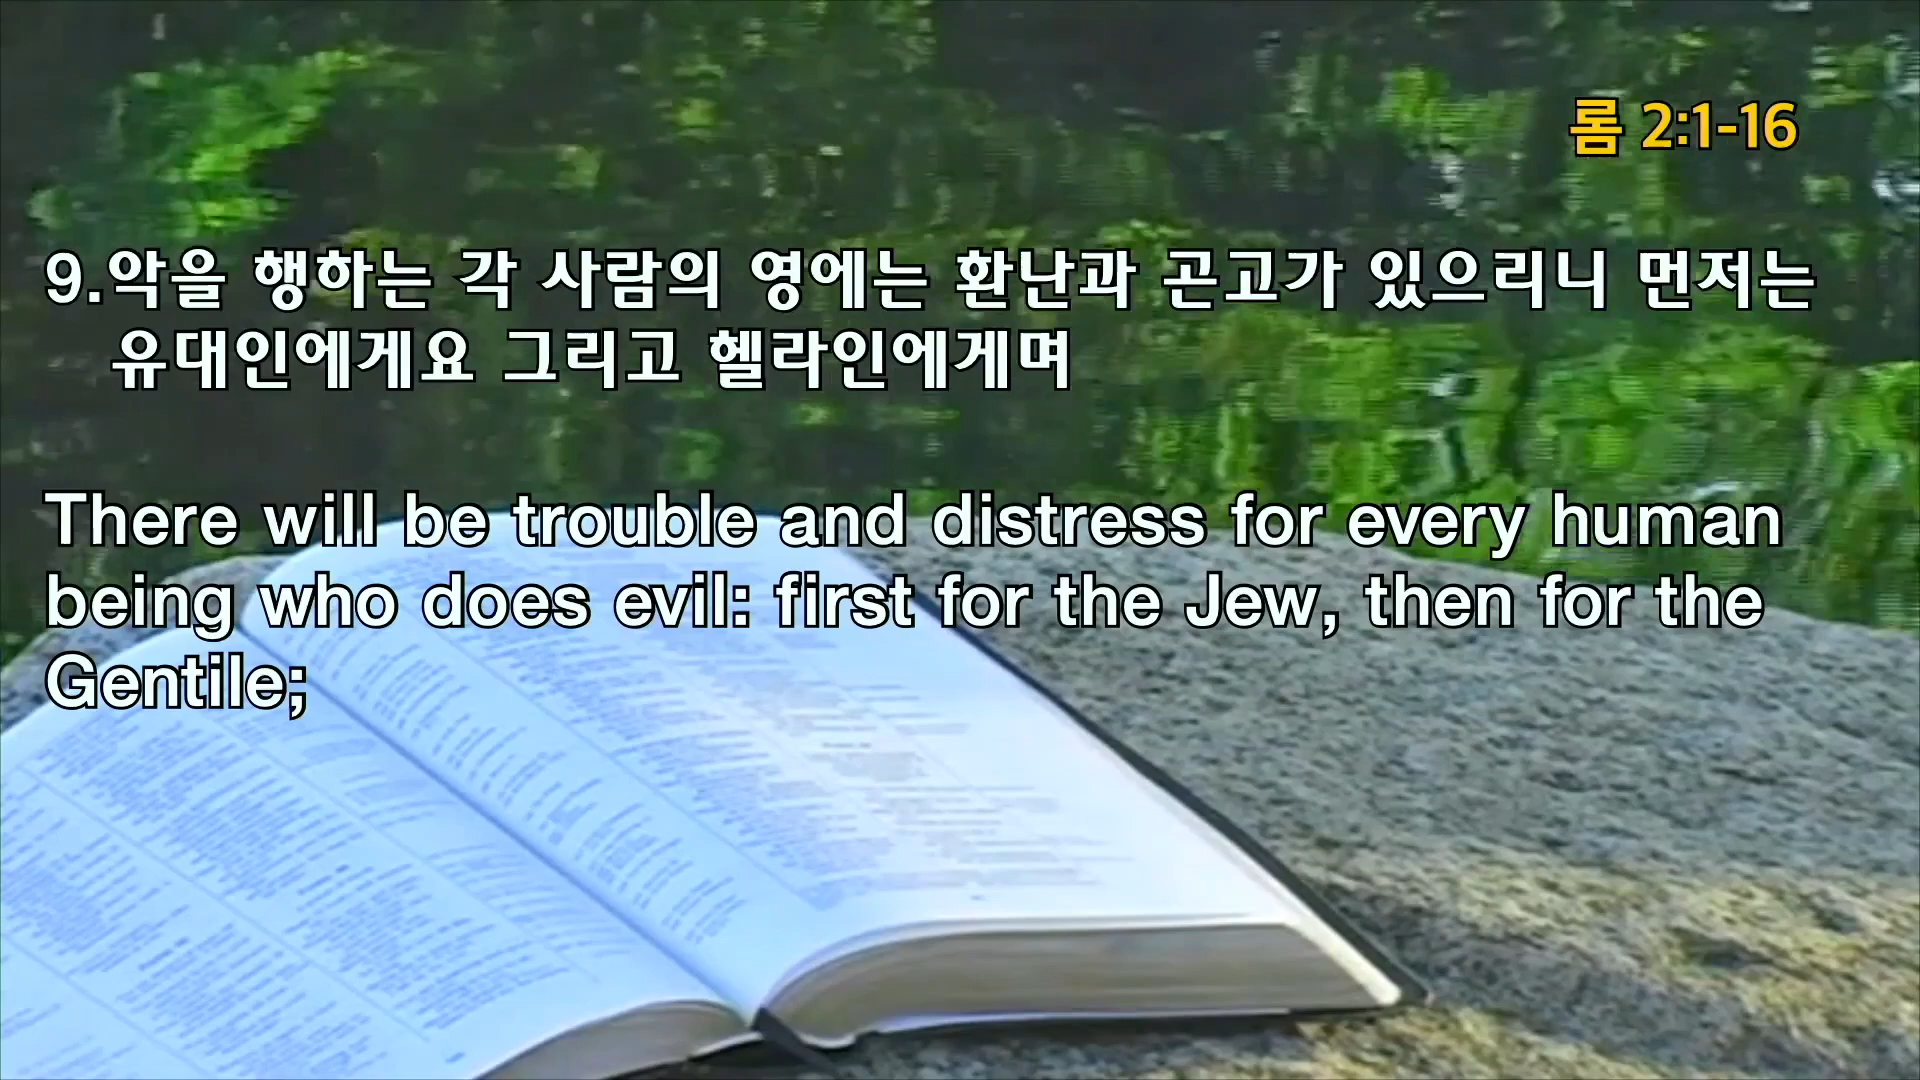 롬 2:1-16
9.악을 행하는 각 사람의 영에는 환난과 곤고가 있으리니 먼저는
유대인에게요 그리고 헬라인에게며
There will be trouble and distress for every human
being who does evil: first for the Jew, then for the
Gentile;